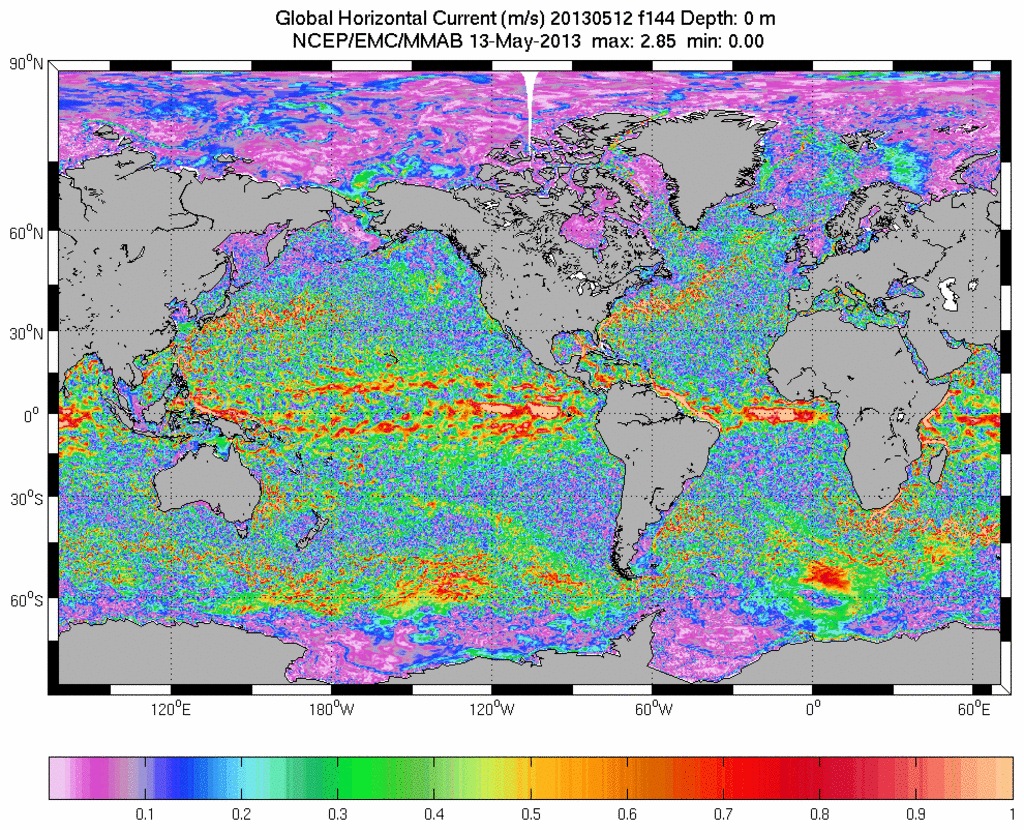 Global Horizontal Current (m/s) 20130512 f144 Depth: 0 m
NCEP/EMC/MMAB 13-May-2013 max: 2.85 min: 0.00
90°N
60°N
30°N
0°
30°S
60°S
120°E 180°W 120°W 60°W 0° 60°E
0.1 0.2 0.3 0.4 0.5 0.6 0.7 0.8 0.9 1